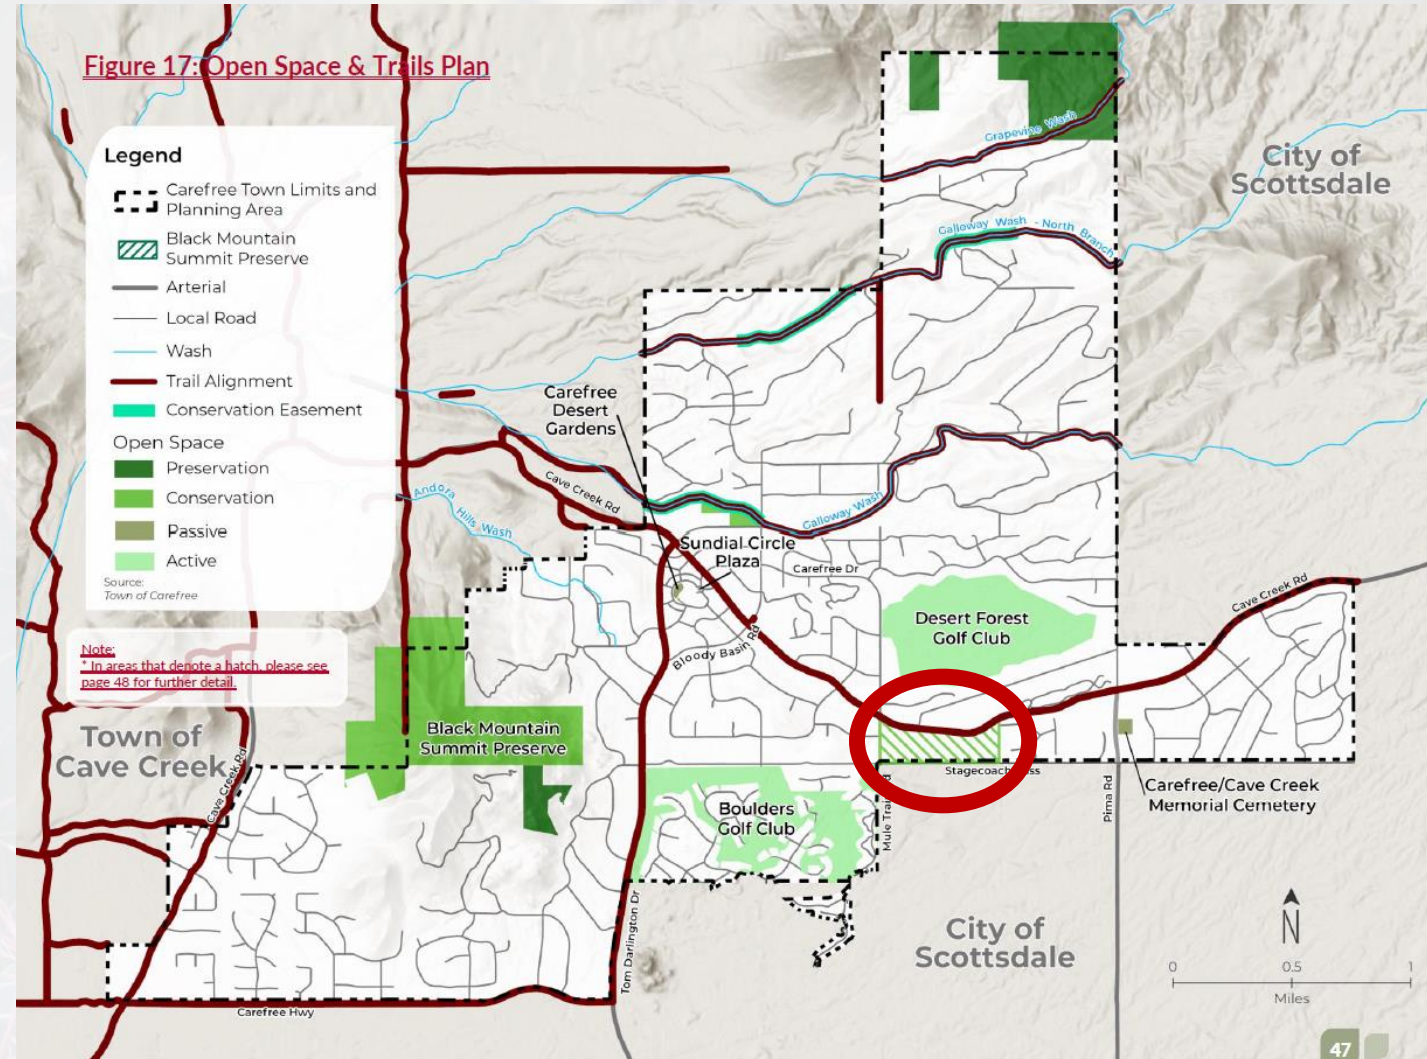 Figure 17: Open Space & Trails Plan
Legend
Carefree Town Limits and
Planning Area
Black Mountain
Summit Preserve
Arterial
Local Road
Wash
Trail Alignment
Conservation Easement
Open Space
Preservation
Conservation
Passive
Active
Source:
Town of Carefree
Note:
* In areas that denote a hatch, please see
page 48 for further detail.
Grapevine Wash
City of
Scottsdale
Galloway Wash - North Branch
Carefree
Desert
Gardens
Cave Creek Rd
Andora
Hills Wash
Galloway Wash
Sundial Circle
Plaza
Carefree Dr
Desert Forest
Golf Club
Cave Creek Rd
Bloody Basin Rd
Town of
Cave Creek
Cave Creek Rd
Black Mountain
Summit Preserve
Stagecoach
Boulders
Golf Club
Mule Train
Pima Rd
Carefree/Cave Creek
Memorial Cemetery
Tom Darlington Dr
City of
Scottsdale
N
0 0.5 1
Miles
Carefree Hwy
47